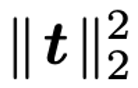 ‖ t ‖₂²